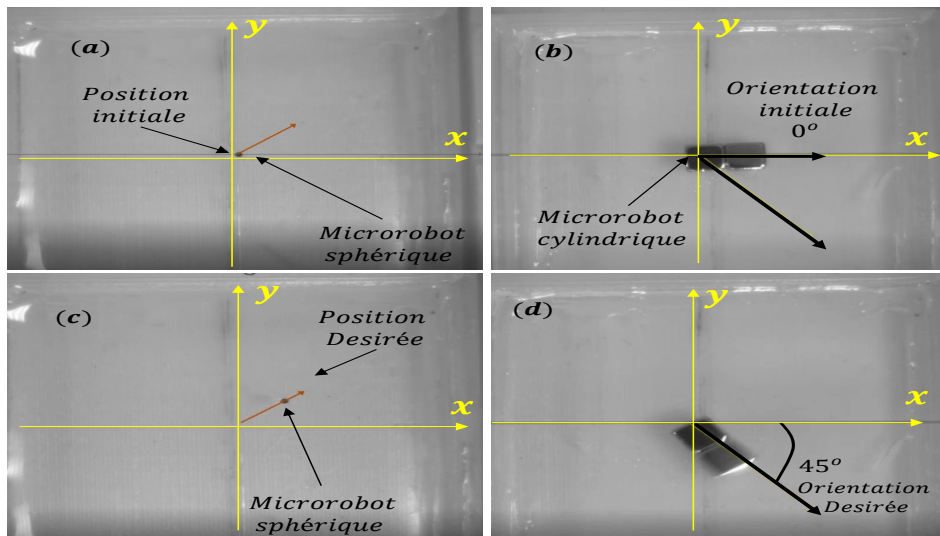 (a)
y
Position
initiale
x
Microrobot
sphérique
(b)
y
Orientation
initiale
0°
x
Microrobot
cylindrique
(c)
y
Position
Desirée
x
Microrobot
sphérique
(d)
y
x
45°
Orientation
Desirée